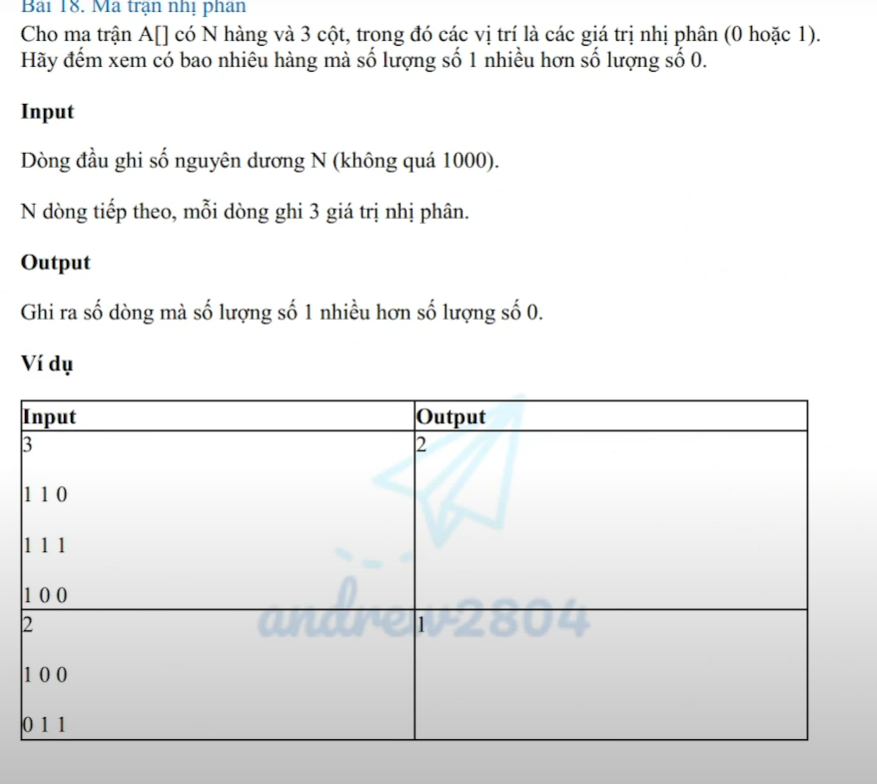 Bài 18. Ma trận nhị phân
Cho ma trận A[] có N hàng và 3 cột, trong đó các vị trí là các giá trị nhị phân (0 hoặc 1).
Hãy đếm xem có bao nhiêu hàng mà số lượng số 1 nhiều hơn số lượng số 0.
Input
Dòng đầu ghi số nguyên dương N (không quá 1000).
N dòng tiếp theo, mỗi dòng ghi 3 giá trị nhị phân.
Output
Ghi ra số dòng mà số lượng số 1 nhiều hơn số lượng số 0.
Ví dụ
Input Output
3 2
1 1 0
1 1 1
1 0 0
andrew2804
2 1
1 0 0
0 1 1